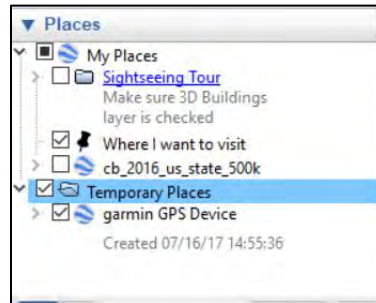 Places
My Places
Sightseeing Tour
Make sure 3D Buildings
layer is checked
Where I want to visit
cb_2016_us_state_500k
Temporary Places
garmin GPS Device
Created 07/16/17 14:55:36